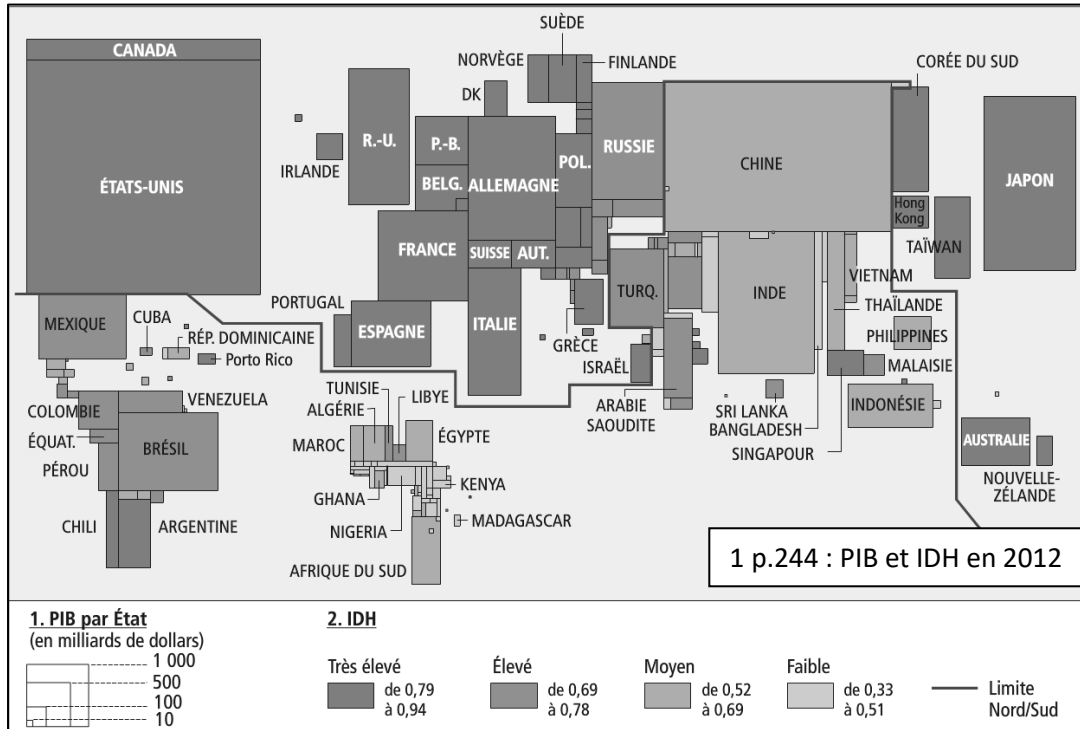 CANADA
ÉTATS-UNIS
MEXIQUE
CUBA
RÉP. DOMINICAINE
Porto Rico
COLOMBIE
VENEZUELA
ÉQUAT.
BRÉSIL
PÉROU
CHILI
ARGENTINE
SUÈDE
NORVÈGE
FINLANDE
DK
IRLANDE
R.-U.
P.-B.
BELG.
ALLEMAGNE
POL.
RUSSIE
FRANCE
SUISSE
AUT.
PORTUGAL
ESPAGNE
ITALIE
GRÈCE
TURQ.
ISRAËL
ARABIE
SAOUDITE
CHINE
CORÉE DU SUD
Hong
Kong
TAÏWAN
JAPON
INDE
VIETNAM
THAÏLANDE
PHILIPPINES
MALAISIE
INDONÉSIE
SRI LANKA
BANGLADESH
SINGAPOUR
AUSTRALIE
NOUVELLE-
ZÉLANDE
TUNISIE
ALGÉRIE
LIBYE
MAROC
ÉGYPTE
GHANA
KENYA
NIGERIA
MADAGASCAR
AFRIQUE DU SUD
1 p.244 : PIB et IDH en 2012
1. PIB par État
(en milliards de dollars)
1 000
500
100
10
2. IDH
Très élevé
de 0,79
à 0,94
Élevé
de 0,69
à 0,78
Moyen
de 0,52
à 0,69
Faible
de 0,33
à 0,51
Limite
Nord/Sud